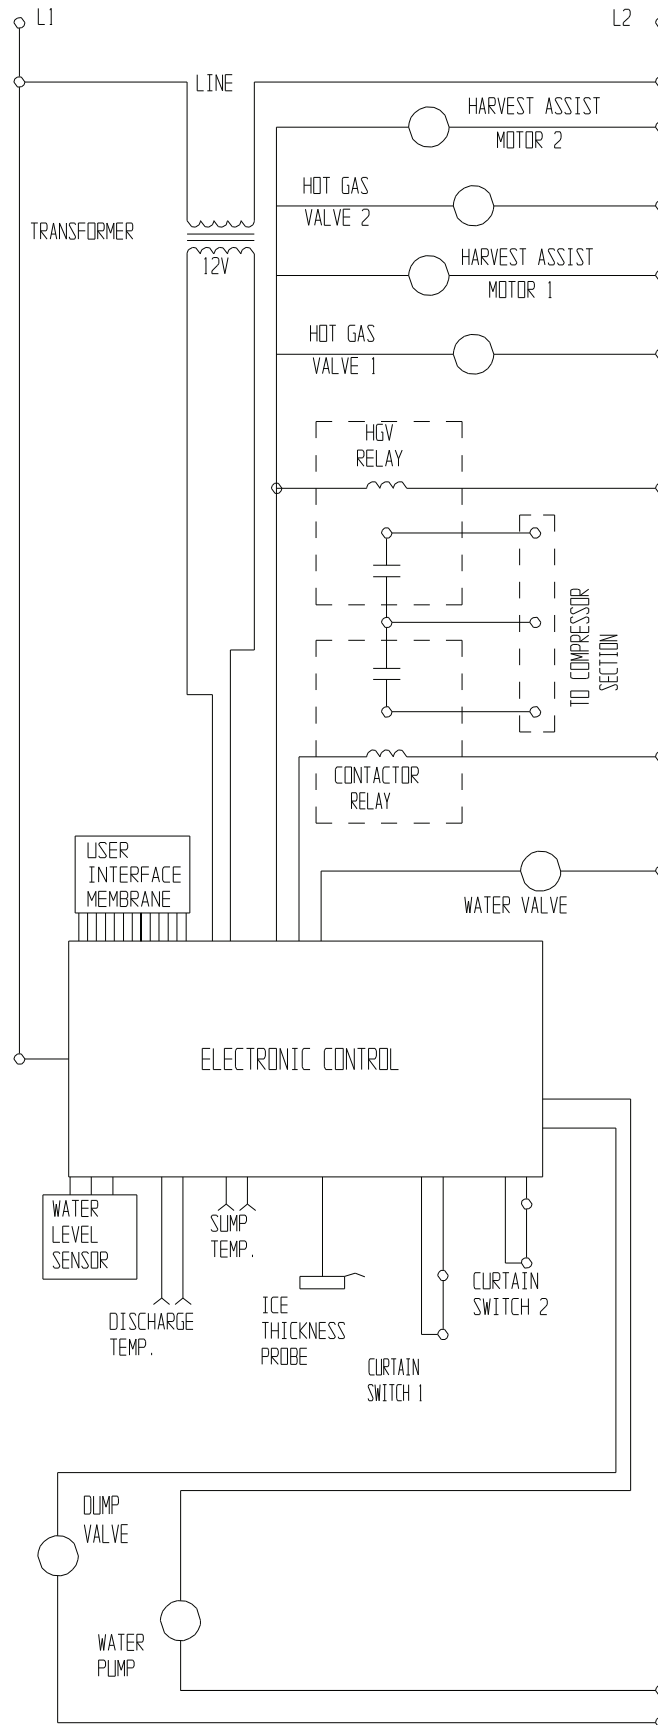 L1
L2
LINE
HARVEST ASSIST
MOTOR 2
HOT GAS
VALVE 2
TRANSFORMER
12V
HARVEST ASSIST
MOTOR 1
HOT GAS
VALVE 1
HGV
RELAY
TO COMPRESSOR
SECTION
CONTACTOR
RELAY
USER
INTERFACE
MEMBRANE
WATER VALVE
ELECTRONIC CONTROL
WATER
LEVEL
SENSOR
SUMP
TEMP.
DISCHARGE
TEMP.
ICE
THICKNESS
PROBE
CURTAIN
SWITCH 2
CURTAIN
SWITCH 1
DUMP
VALVE
WATER
PUMP